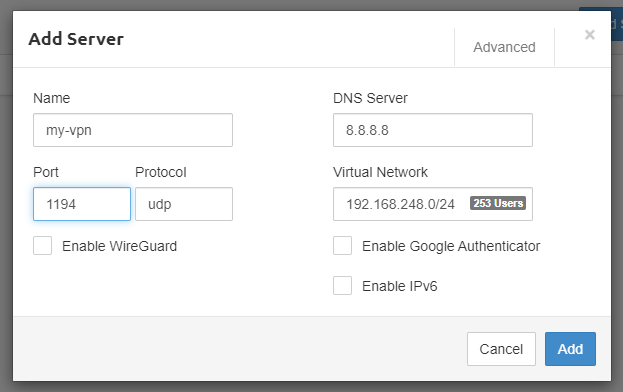 Add Server
Advanced
×
Name
DNS Server
my-vpn
8.8.8.8
Port
Protocol
Virtual Network
1194
udp
192.168.248.0/24
253 Users
Enable WireGuard
Enable Google Authenticator
Enable IPv6
Cancel
Add